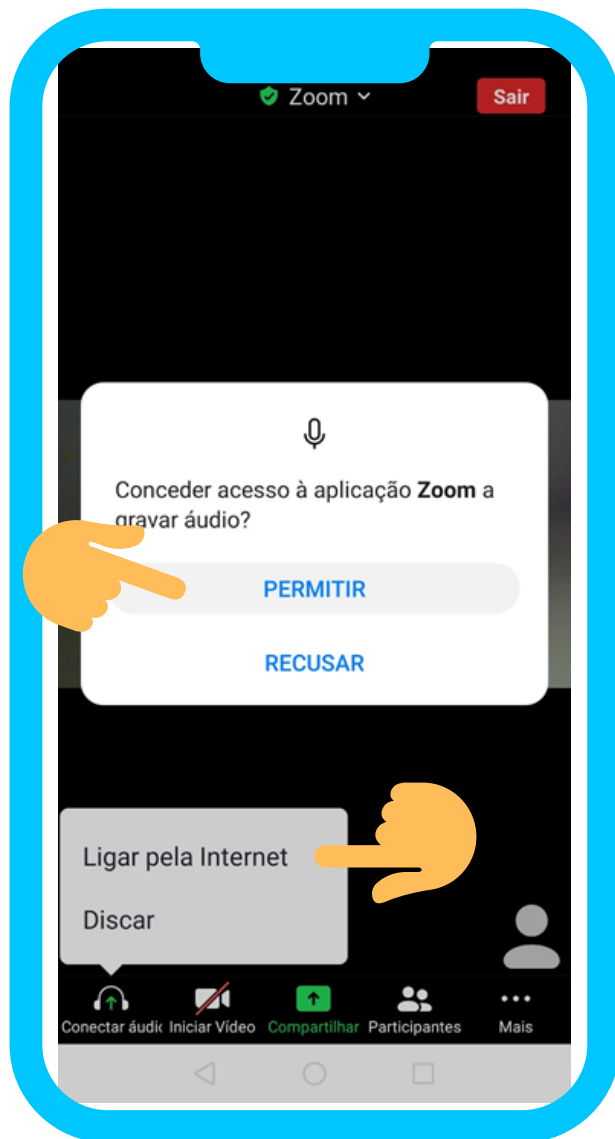 Zoom
Sair
Conceder acesso à aplicação Zoom a
gravar áudio?
PERMITIR
RECUSAR
Ligar pela Internet
Discar
Conectar áudic
Iniciar Vídeo
Compartilhar
Participantes
Mais